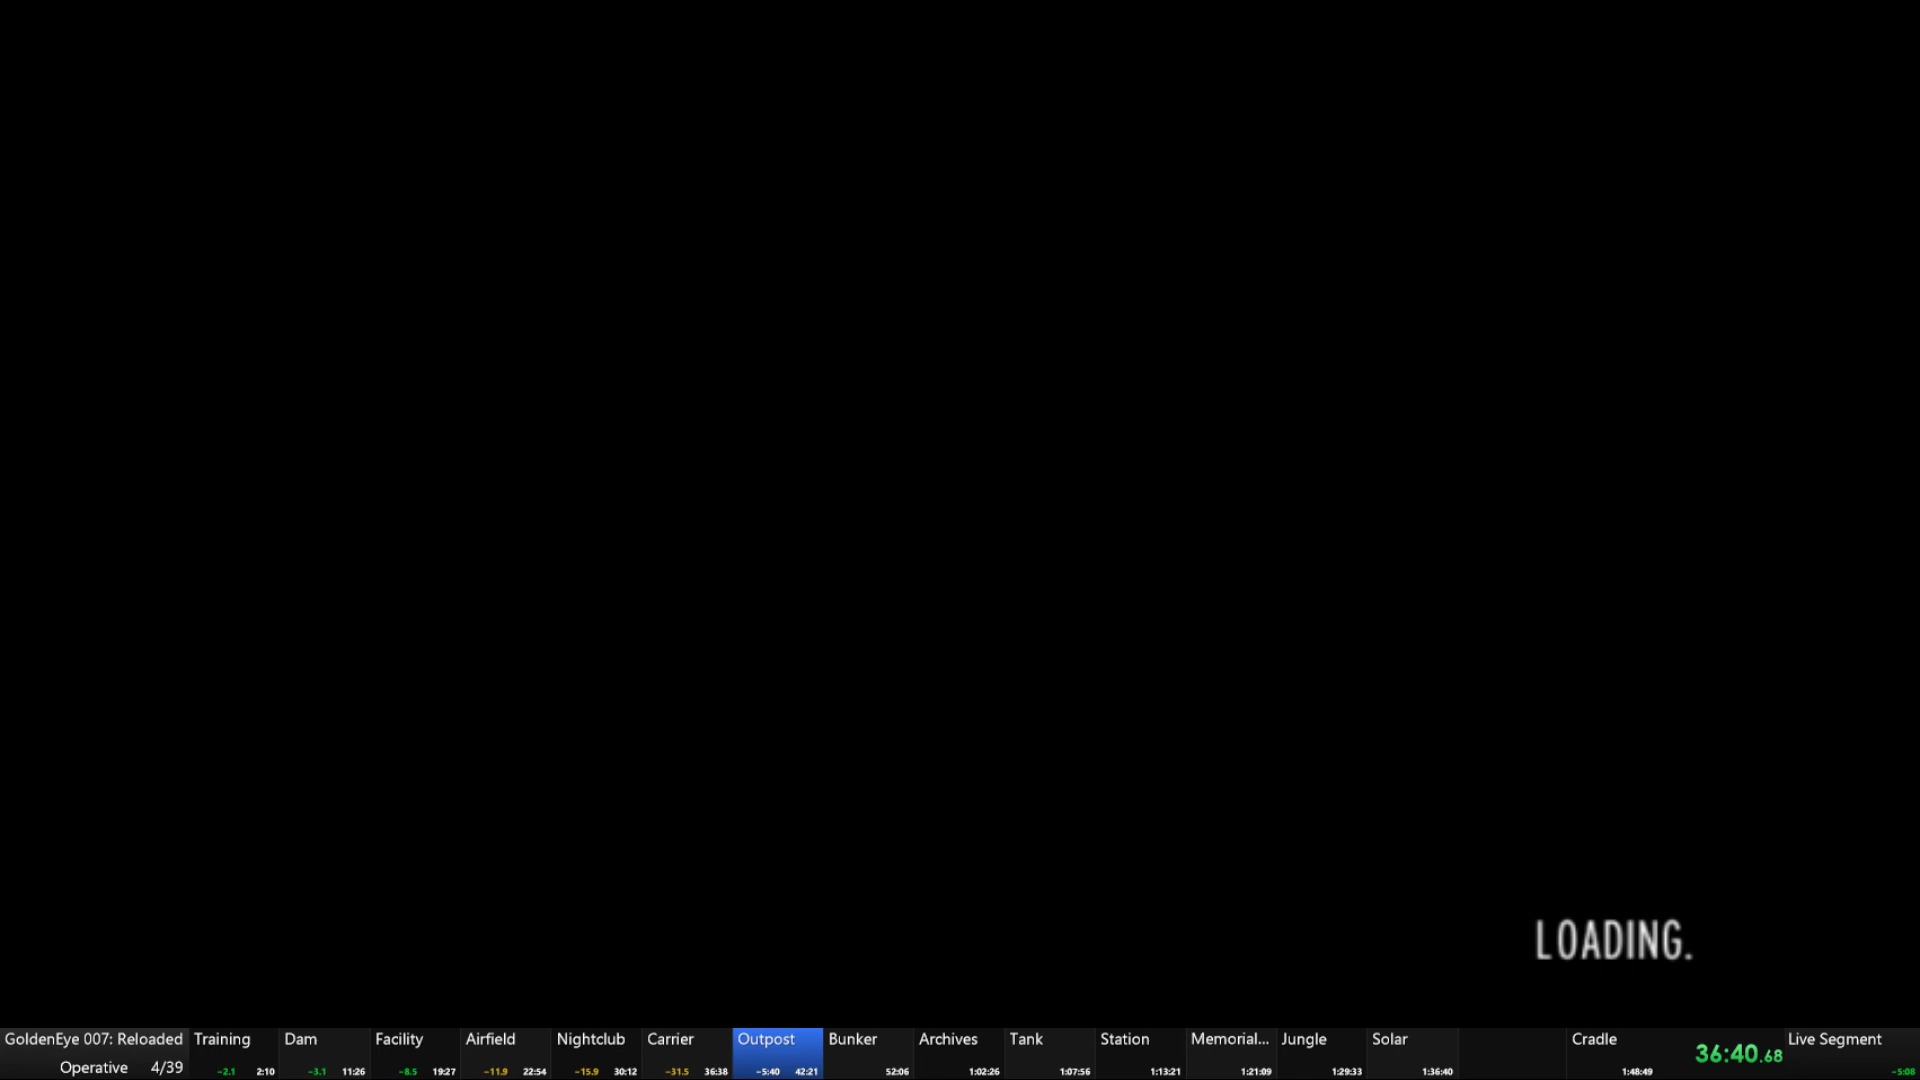 LOADING.
GoldenEye 007: Reloaded
Operative 4/39
Training
-2.1 2:10
Dam
-3.1 11:26
Facility
-8.5 19:27
Airfield
-11.9 22:54
Nightclub
-15.9 30:12
Carrier
-31.5 36:38
Outpost
-5:40 42:21
Bunker
52:06
Archives
1:02:26
Tank
1:07:56
Station
1:13:21
Memorial...
1:21:09
Jungle
1:29:33
Solar
1:36:40
Cradle
1:48:49
36:40.68
Live Segment
-5:08